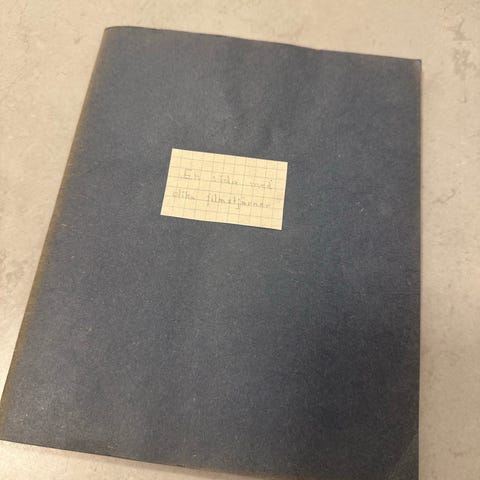 En sida med
olika filmstjärnor